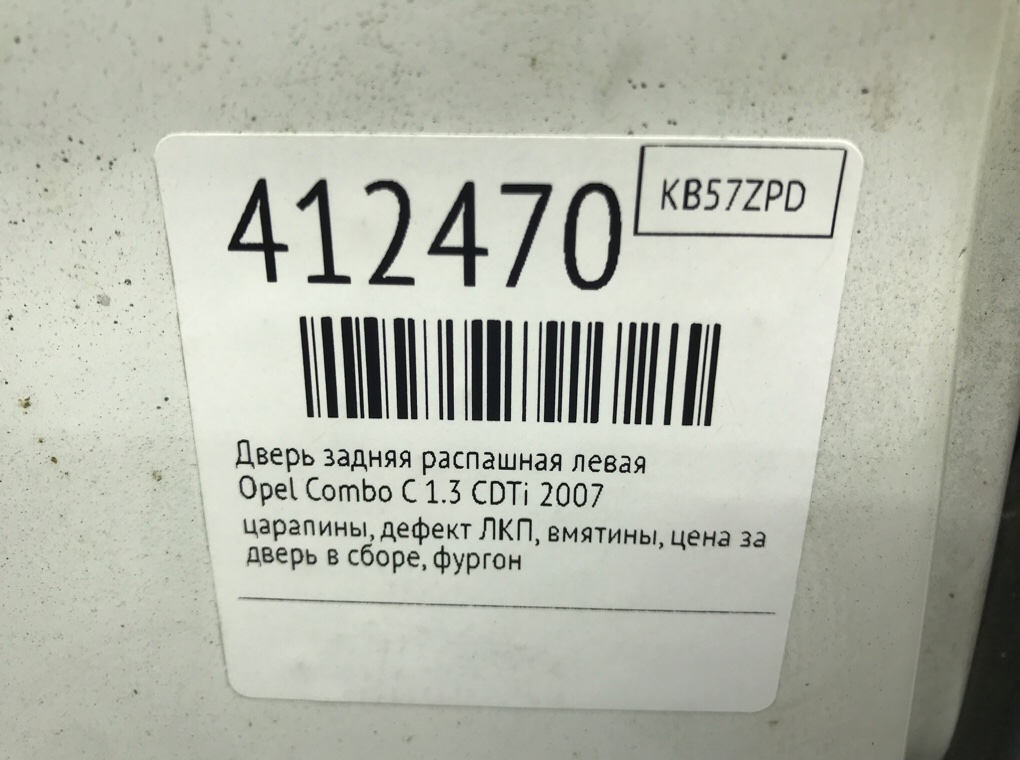 412470
KB57ZPD
Дверь задняя распашная левая
Opel Combo C 1.3 CDTi 2007
царапины, дефект ЛКП, вмятины, цена за
дверь в сборе, фургон